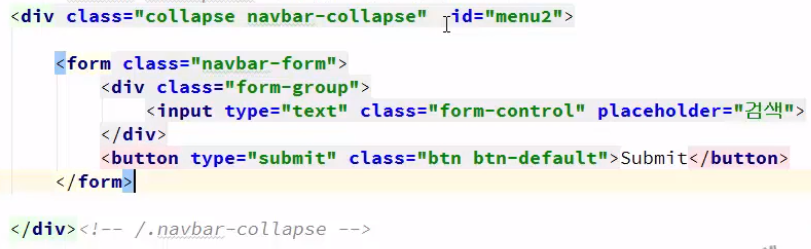 <div class="collapse navbar-collapse" id="menu2">
<form class="navbar-form">
<div class="form-group">
<input type="text" class="form-control" placeholder="검색">
</div>
<button type="submit" class="btn btn-default">Submit</button>
</form>
</div><!-- /.navbar-collapse -->